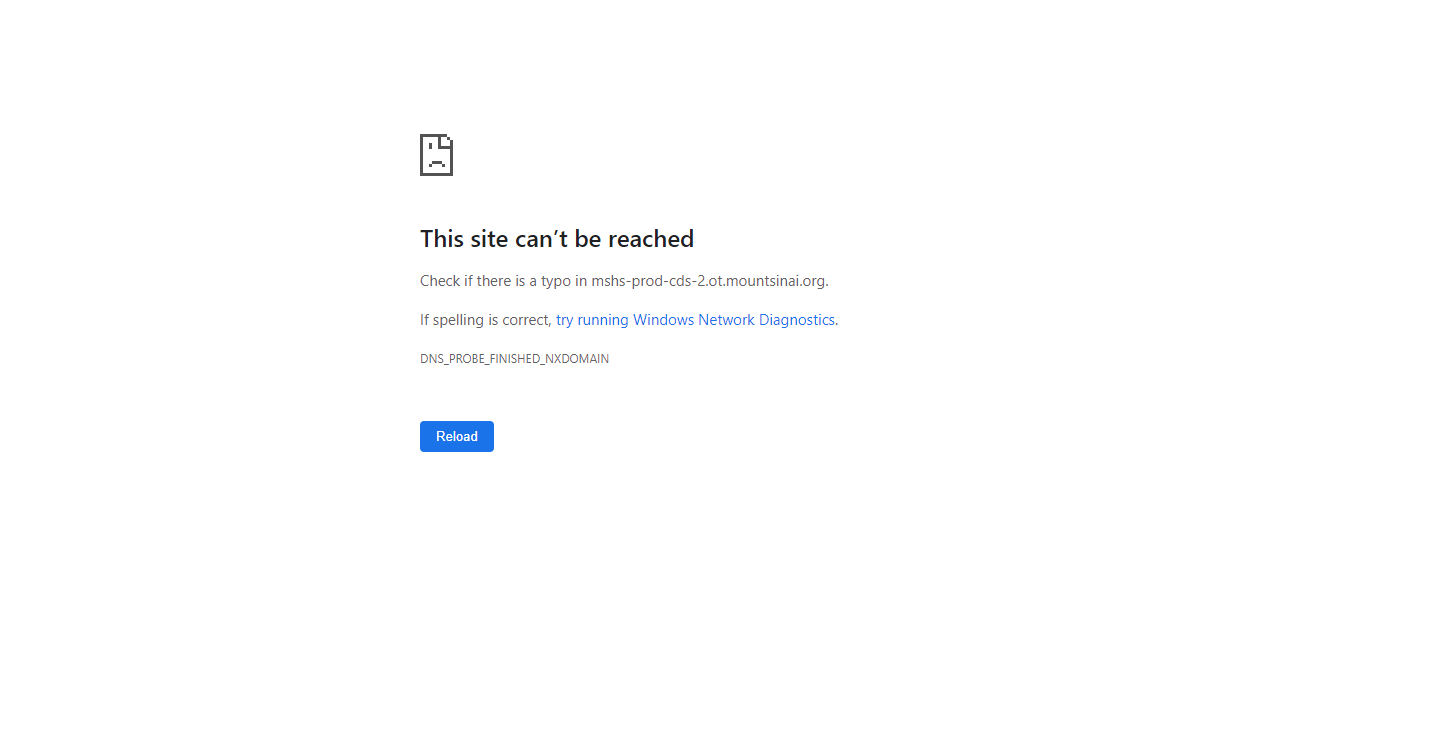 This site can’t be reached
Check if there is a typo in mshs-prod-cds-2.ot.mountsinai.org.
If spelling is correct, try running Windows Network Diagnostics.
DNS_PROBE_FINISHED_NXDOMAIN
Reload